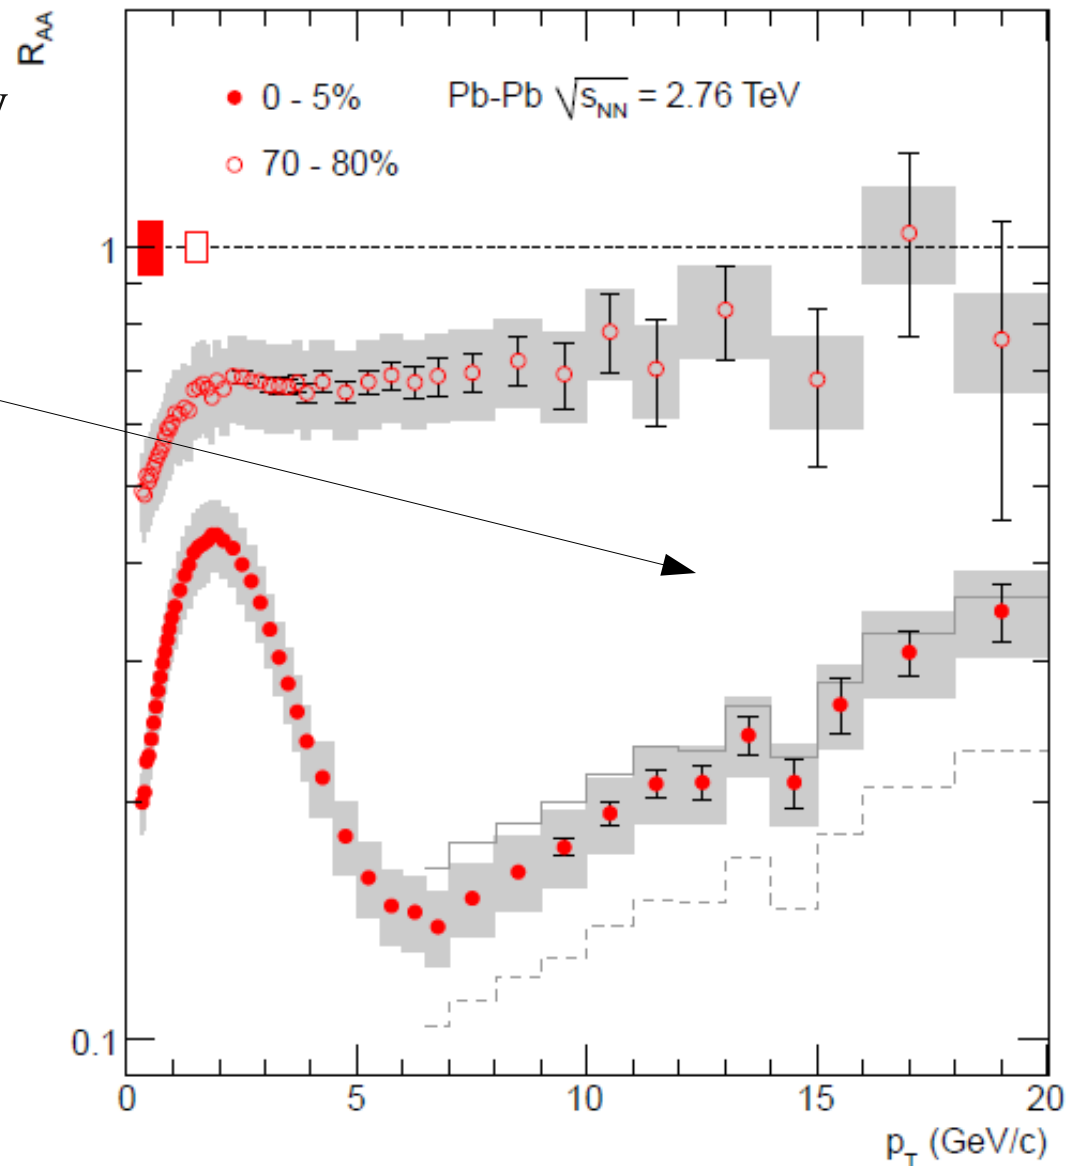 R_AA
y
0 - 5% Pb-Pb √s_NN = 2.76 TeV
70 - 80%
1
0.1
0 5 10 15 20
p_T (GeV/c)